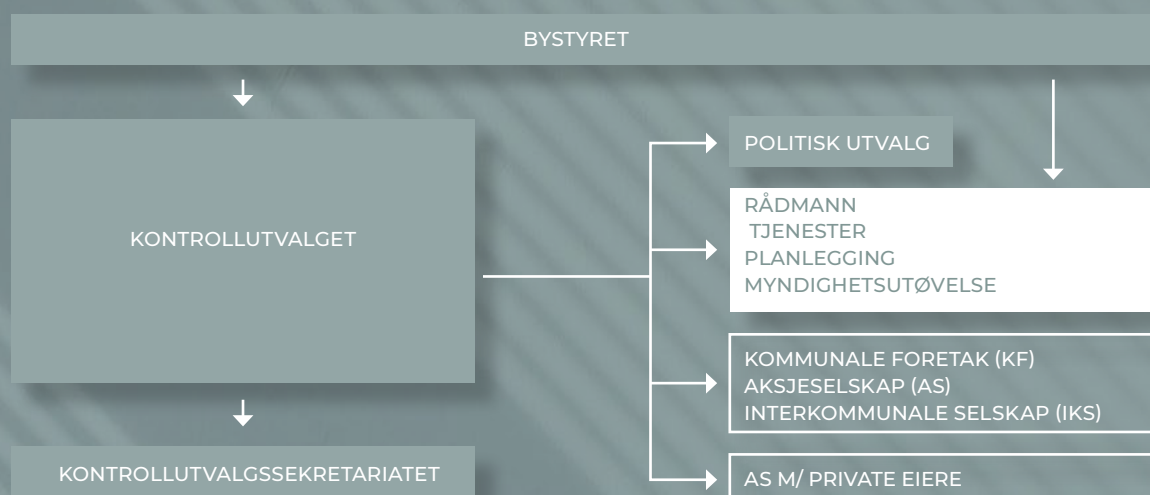 BYSTYRET
KONTROLLUTVALGET
KONTROLLUTVALGSSEKRETARIATET
POLITISK UTVALG
RÅDMANN
TJENESTER
PLANLEGGING
MYNDIGHETSUTØVELSE
KOMMUNALE FORETAK (KF)
AKSJESELSKAP (AS)
INTERKOMMUNALE SELSKAP (IKS)
AS M/ PRIVATE EIERE